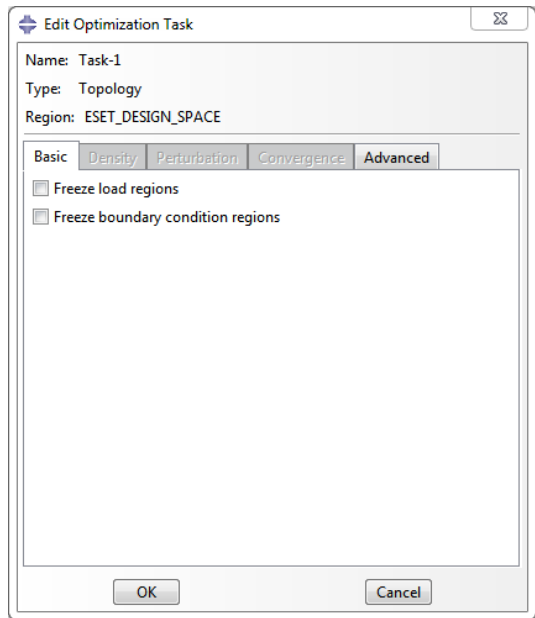 Edit Optimization Task
Name: Task-1
Type: Topology
Region: ESET_DESIGN_SPACE
Basic Density Perturbation Convergence Advanced
Freeze load regions
Freeze boundary condition regions
OK Cancel